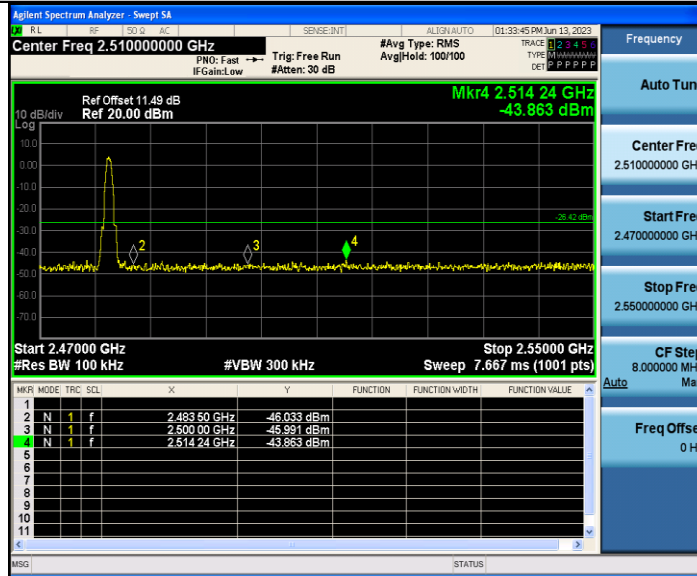 Agilent Spectrum Analyzer - Swept SA
RL RF 50 Ω AC SENSE:INT ALIGN AUTO 01:33:45 PM Jun 13, 2023
Center Freq 2.510000000 GHz #Avg Type: RMS TRACE 1 2 3 4 5 6
PNO: Fast Trig: Free Run Avg|Hold: 100/100 TYPE M
IFGain:Low #Atten: 30 dB DET P P P P P P
Mkr4 2.514 24 GHz
-43.863 dBm
Ref Offset 11.49 dB
10 dB/div Ref 20.00 dBm
Log
10.0
0.00
-10.0
-20.0
-26.42 dBm
-30.0
-40.0
2 3 4
-50.0
-60.0
-70.0
Start 2.47000 GHz Stop 2.55000 GHz
#Res BW 100 kHz #VBW 300 kHz Sweep 7.667 ms (1001 pts)
MKR MODE TRC SCL X Y FUNCTION FUNCTION WIDTH FUNCTION VALUE
1
2 N 1 f 2.483 50 GHz -46.033 dBm
3 N 1 f 2.500 00 GHz -45.991 dBm
4 N 1 f 2.514 24 GHz -43.863 dBm
5
6
7
8
9
10
11
MSG STATUS
Frequency
Auto Tun
Center Fre
2.510000000 GH
Start Fre
2.470000000 GH
Stop Fre
2.550000000 GH
CF Step
8.000000 MH
Auto Ma
Freq Offse
0 H